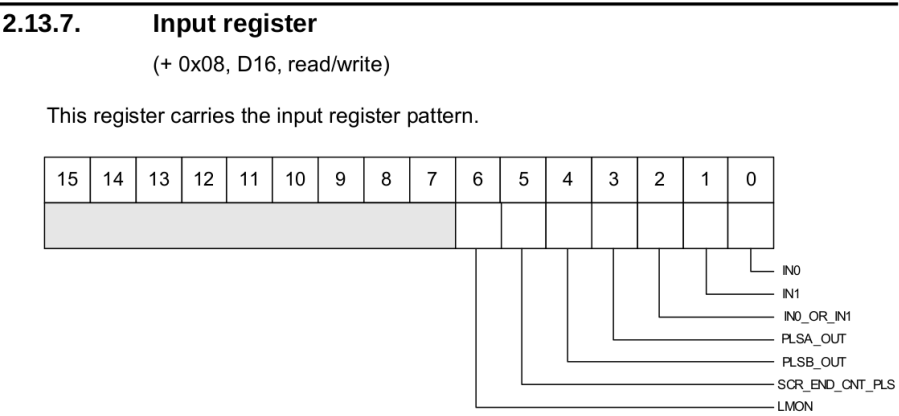 2.13.7. Input register
(+ 0x08, D16, read/write)
This register carries the input register pattern.
15 14 13 12 11 10 9 8 7 6 5 4 3 2 1 0
IN0
IN1
IN0_OR_IN1
PLSA_OUT
PLSB_OUT
SCR_END_CNT_PLS
LMON